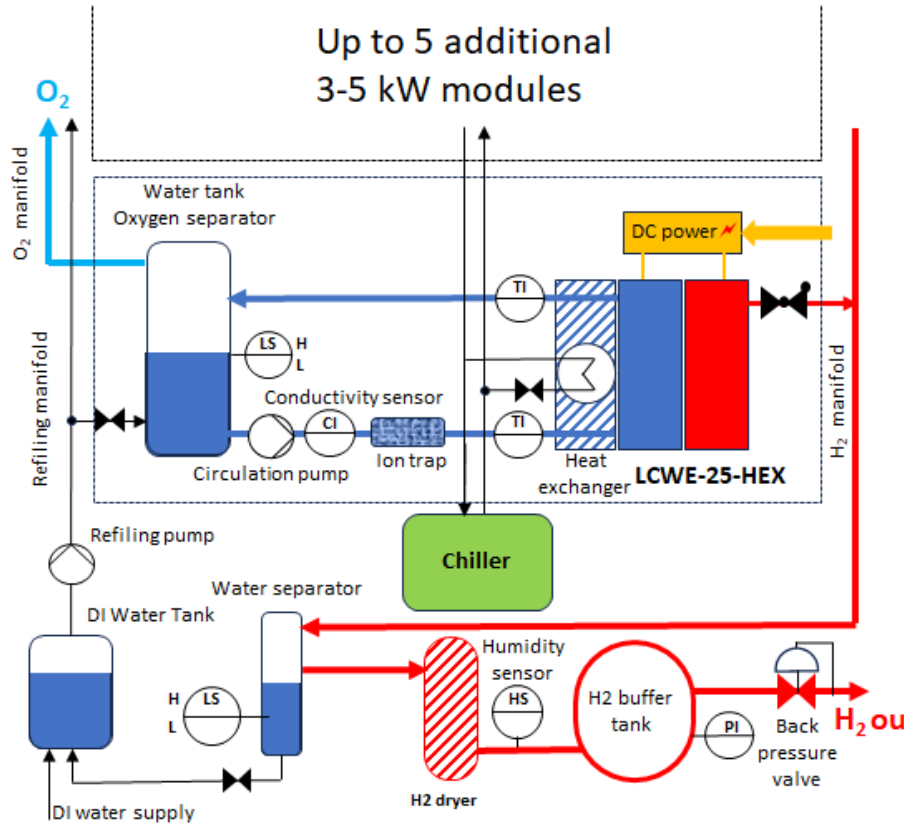 Up to 5 additional
3-5 kW modules
O₂
O₂ manifold
Water tank
Oxygen separator
DC power
TI
LS
H
L
Refiling manifold
H₂ manifold
Conductivity sensor
CI
TI
Circulation pump
Ion trap
Heat
exchanger
LCWE-25-HEX
Refiling pump
Chiller
Water separator
DI Water Tank
Humidity
sensor
H
LS
L
HS
H2 buffer
tank
H₂ ou
PI
Back
pressure
valve
H2 dryer
DI water supply